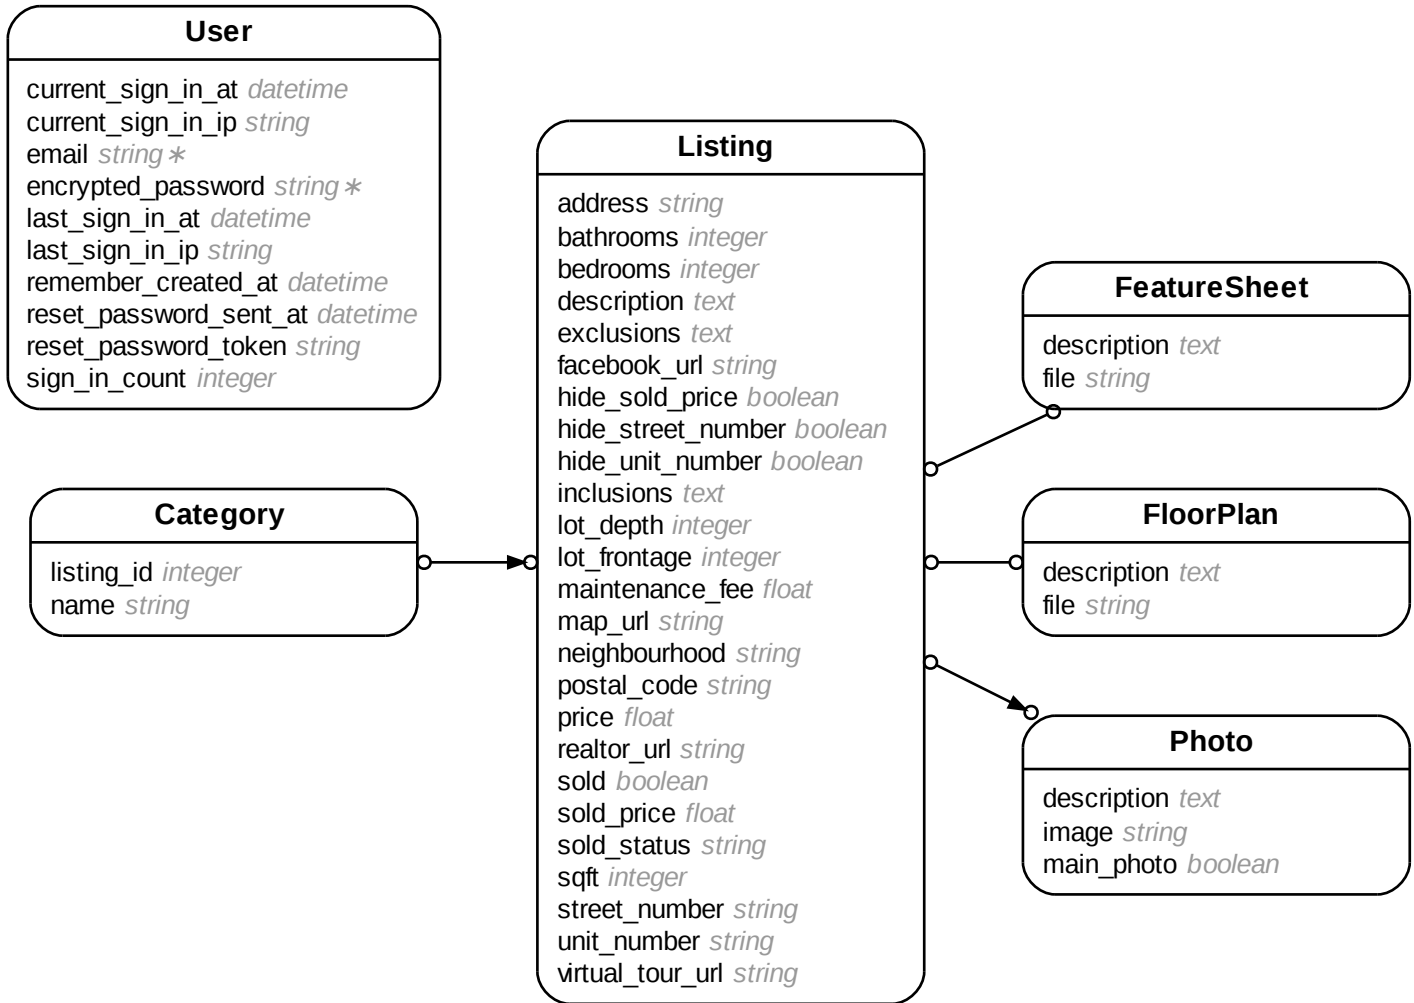 User
current_sign_in_at datetime
current_sign_in_ip string
email string ∗
encrypted_password string ∗
last_sign_in_at datetime
last_sign_in_ip string
remember_created_at datetime
reset_password_sent_at datetime
reset_password_token string
sign_in_count integer
Category
listing_id integer
name string
Listing
address string
bathrooms integer
bedrooms integer
description text
exclusions text
facebook_url string
hide_sold_price boolean
hide_street_number boolean
hide_unit_number boolean
inclusions text
lot_depth integer
lot_frontage integer
maintenance_fee float
map_url string
neighbourhood string
postal_code string
price float
realtor_url string
sold boolean
sold_price float
sold_status string
sqft integer
street_number string
unit_number string
virtual_tour_url string
FeatureSheet
description text
file string
FloorPlan
description text
file string
Photo
description text
image string
main_photo boolean